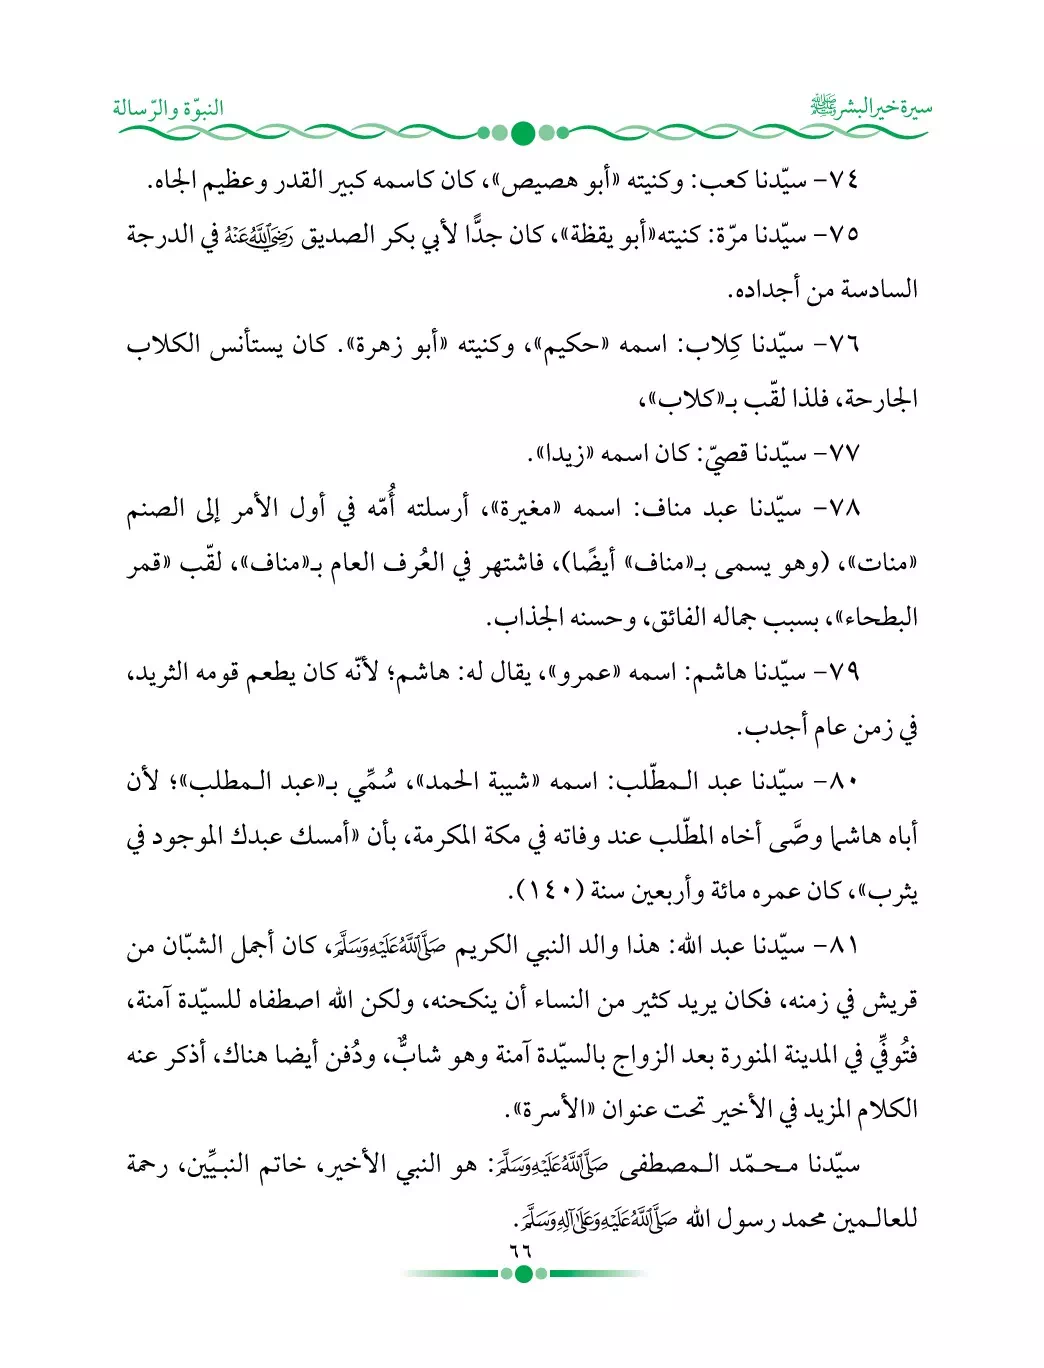 سيرة خير البشر ﷺ
النبوّة والرّسالة
٧٤- سيّدنا كعب: وكنيته «أبو هصيص»، كان كاسمه كبير القدر وعظيم الجاه.
٧٥- سيّدنا مرّة: كنيته«أبو يقظة»، كان جدًّا لأبي بكر الصديق رَضِيَ اللهُ عَنْهُ في الدرجة
السادسة من أجداده.
٧٦- سيّدنا كِلاب: اسمه «حكيم»، وكنيته «أبو زهرة». كان يستأنس الكلاب
الجارحة، فلذا لقّب بـ«كلاب»،
٧٧- سيّدنا قصيّ: كان اسمه «زيدا».
٧٨- سيّدنا عبد مناف: اسمه «مغيرة»، أرسلته أُمّه في أول الأمر إلى الصنم
«منات»، (وهو يسمى بـ«مناف» أيضًا)، فاشتهر في العُرف العام بـ«مناف»، لقّب «قمر
البطحاء»، بسبب جماله الفائق، وحسنه الجذاب.
٧٩- سيّدنا هاشم: اسمه «عمرو»، يقال له: هاشم؛ لأنّه كان يطعم قومه الثريد،
في زمن عام أجدب.
٨٠- سيّدنا عبد الـمطّلب: اسمه «شيبة الحمد»، سُمِّي بـ«عبد الـمطلب»؛ لأن
أباه هاشما وصَّى أخاه المطّلب عند وفاته في مكة المكرمة، بأن «أمسك عبدك الموجود في
يثرب»، كان عمره مائة وأربعين سنة (١٤٠).
٨١- سيّدنا عبد الله: هذا والد النبي الكريم صَلَّى اللهُ عَلَيْهِ وَسَلَّمَ، كان أجمل الشبّان من
قريش في زمنه، فكان يريد كثير من النساء أن ينكحنه، ولكن الله اصطفاه للسيّدة آمنة،
فتُوفِّي في المدينة المنورة بعد الزواج بالسيّدة آمنة وهو شابٌّ، ودُفن أيضا هناك، أذكر عنه
الكلام المزيد في الأخير تحت عنوان «الأسرة».
سيّدنا مـحـمّد الـمصطفى صَلَّى اللهُ عَلَيْهِ وَسَلَّمَ: هو النبي الأخير، خاتم النبـيِّين، رحمة
للعالـمين محمد رسول الله صَلَّى اللهُ عَلَيْهِ وَعَلَى آلِهِ وَسَلَّمَ.
٦٦